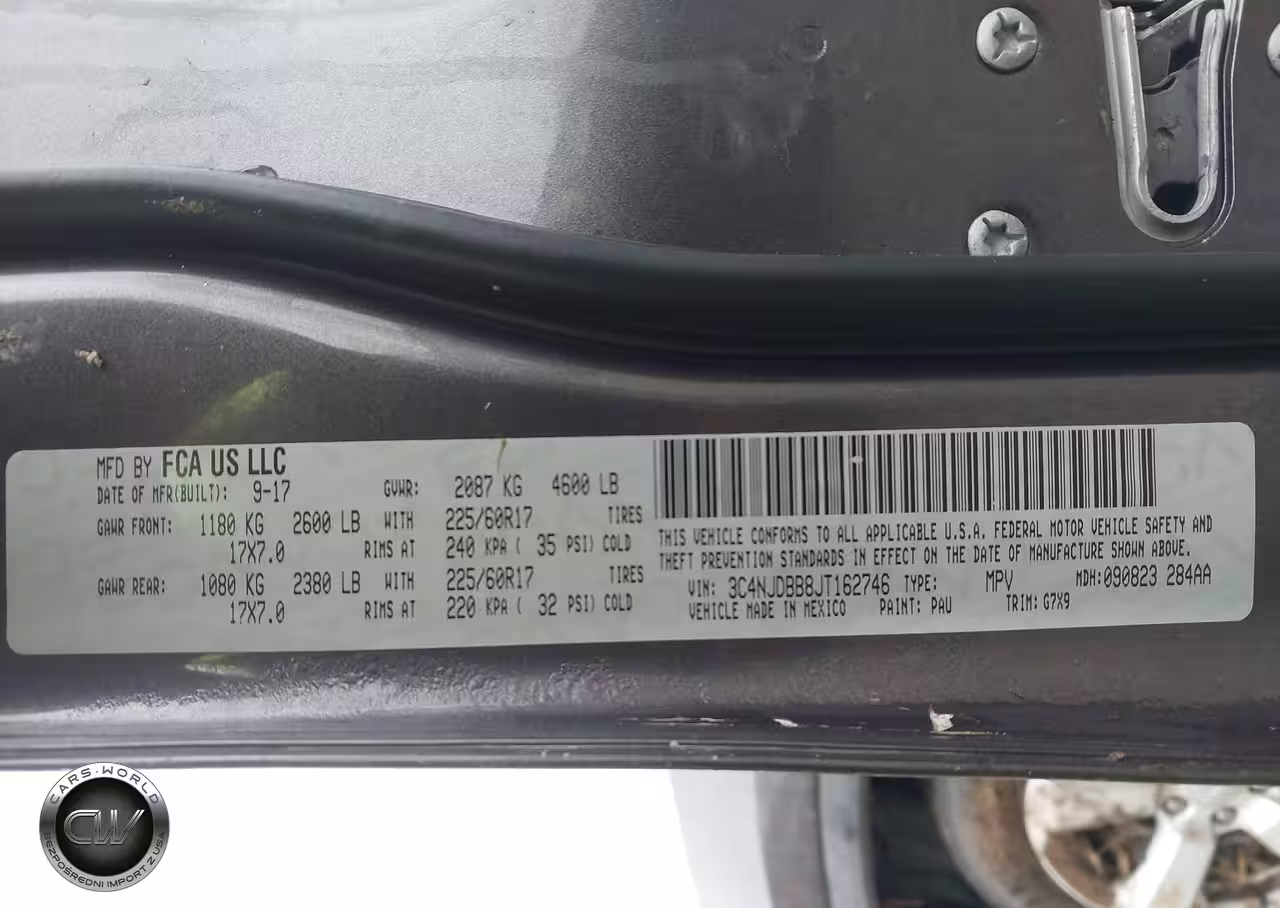 MFD BY FCA US LLC
DATE OF MFR(BUILT): 9-17 GVWR: 2087 KG 4600 LB
GAWR FRONT: 1180 KG 2600 LB WITH 225/60R17 TIRES
17X7.0 RIMS AT 240 KPA ( 35 PSI) COLD
GAWR REAR: 1080 KG 2380 LB WITH 225/60R17 TIRES
17X7.0 RIMS AT 220 KPA ( 32 PSI) COLD
THIS VEHICLE CONFORMS TO ALL APPLICABLE U.S.A. FEDERAL MOTOR VEHICLE SAFETY AND
THEFT PREVENTION STANDARDS IN EFFECT ON THE DATE OF MANUFACTURE SHOWN ABOVE.
VIN: 3C4NJDBB8JT162746 TYPE: MPV MDH:090823 284AA
VEHICLE MADE IN MEXICO PAINT: PAU TRIM: G7X9
CARS-WORLD
CW
BEZPOŚREDNI IMPORT Z USA